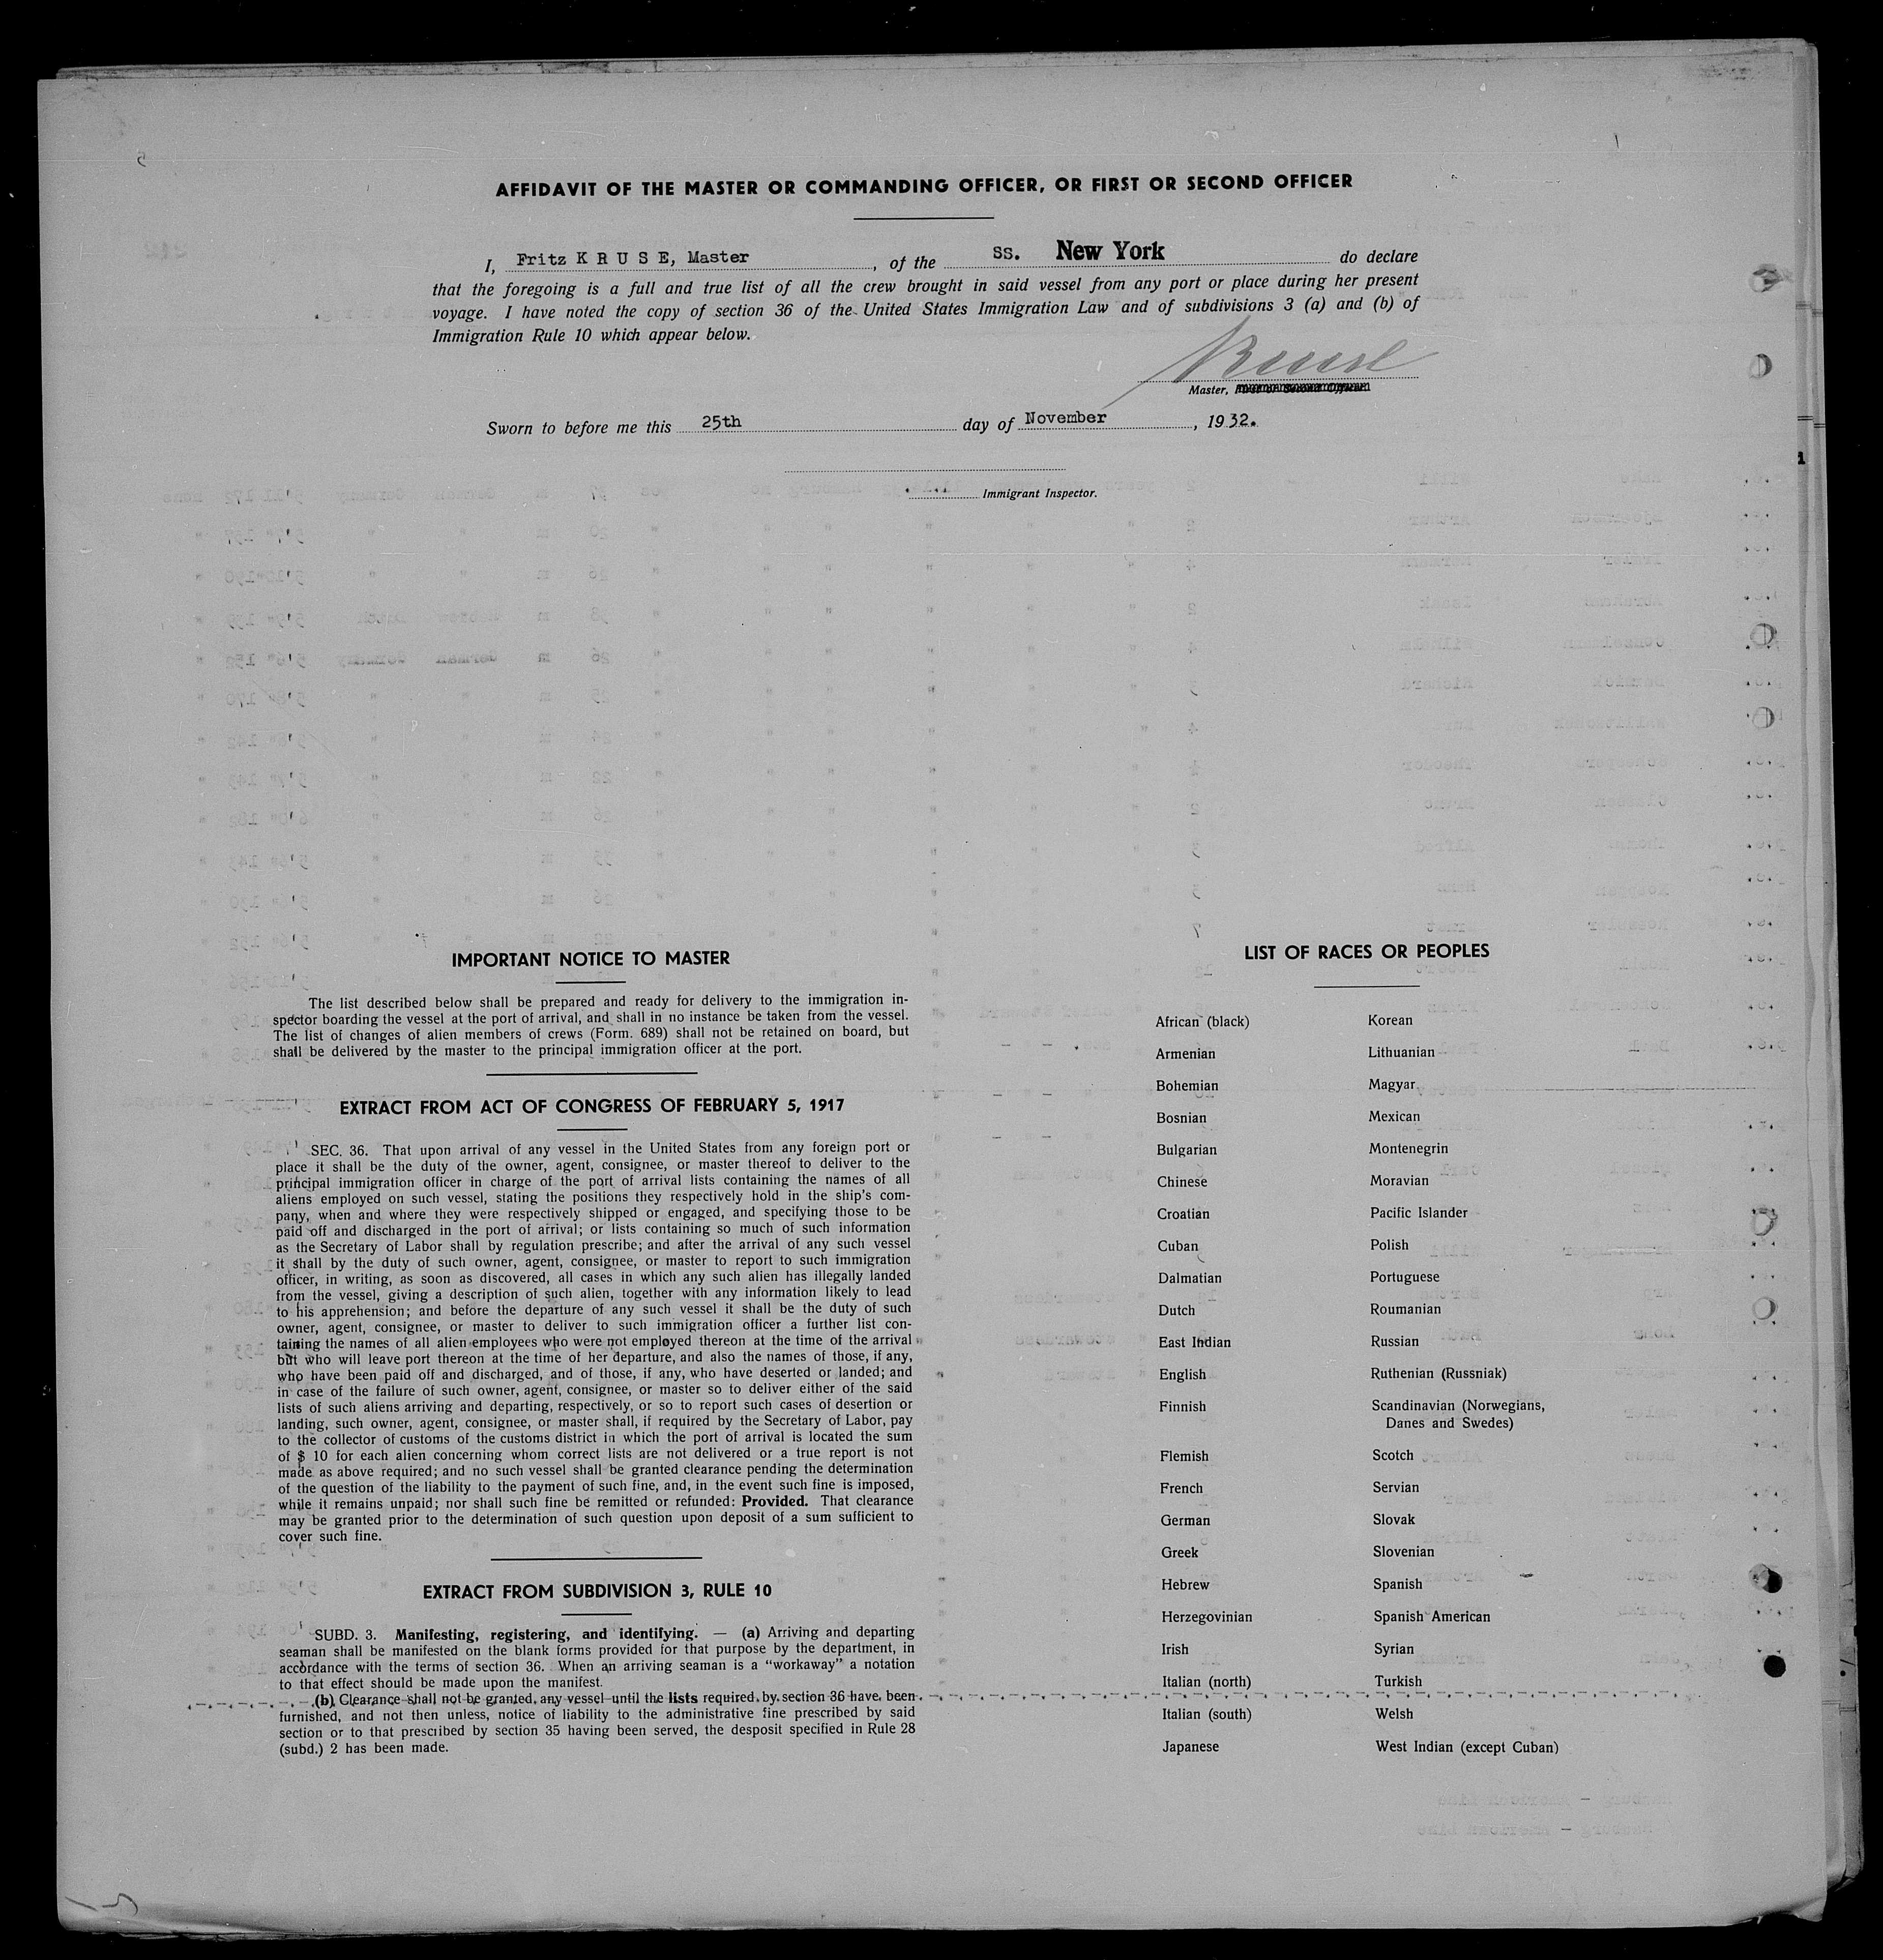 AFFIDAVIT OF THE MASTER OR COMMANDING OFFICER, OR FIRST OR SECOND OFFICER
I, Fritz K R U S E, Master, of the ss. New York do declare
that the foregoing is a full and true list of all the crew brought in said vessel from any port or place during her present
voyage. I have noted the copy of section 36 of the United States Immigration Law and of subdivisions 3 (a) and (b) of
Immigration Rule 10 which appear below.
Kruse
Master, First or Second Officer
Sworn to before me this 25th day of November, 1932.
Immigrant Inspector.
IMPORTANT NOTICE TO MASTER
The list described below shall be prepared and ready for delivery to the immigration in-
spector boarding the vessel at the port of arrival, and shall in no instance be taken from the vessel.
The list of changes of alien members of crews (Form. 689) shall not be retained on board, but
shall be delivered by the master to the principal immigration officer at the port.
EXTRACT FROM ACT OF CONGRESS OF FEBRUARY 5, 1917
SEC. 36. That upon arrival of any vessel in the United States from any foreign port or
place it shall be the duty of the owner, agent, consignee, or master thereof to deliver to the
principal immigration officer in charge of the port of arrival lists containing the names of all
aliens employed on such vessel, stating the positions they respectively hold in the ship's com-
pany, when and where they were respectively shipped or engaged, and specifying those to be
paid off and discharged in the port of arrival; or lists containing so much of such information
as the Secretary of Labor shall by regulation prescribe; and after the arrival of any such vessel
it shall by the duty of such owner, agent, consignee, or master to report to such immigration
officer, in writing, as soon as discovered, all cases in which any such alien has illegally landed
from the vessel, giving a description of such alien, together with any information likely to lead
to his apprehension; and before the departure of any such vessel it shall be the duty of such
owner, agent, consignee, or master to deliver to such immigration officer a further list con-
taining the names of all alien employees who were not employed thereon at the time of the arrival
but who will leave port thereon at the time of her departure, and also the names of those, if any,
who have been paid off and discharged, and of those, if any, who have deserted or landed; and
in case of the failure of such owner, agent, consignee, or master so to deliver either of the said
lists of such aliens arriving and departing, respectively, or so to report such cases of desertion or
landing, such owner, agent, consignee, or master shall, if required by the Secretary of Labor, pay
to the collector of customs of the customs district in which the port of arrival is located the sum
of $ 10 for each alien concerning whom correct lists are not delivered or a true report is not
made as above required; and no such vessel shall be granted clearance pending the determination
of the question of the liability to the payment of such fine, and, in the event such fine is imposed,
while it remains unpaid; nor shall such fine be remitted or refunded: Provided. That clearance
may be granted prior to the determination of such question upon deposit of a sum sufficient to
cover such fine.
EXTRACT FROM SUBDIVISION 3, RULE 10
SUBD. 3. Manifesting, registering, and identifying. — (a) Arriving and departing
seaman shall be manifested on the blank forms provided for that purpose by the department, in
accordance with the terms of section 36. When an arriving seaman is a "workaway" a notation
to that effect should be made upon the manifest.
(b) Clearance shall not be granted any vessel until the lists required by section 36 have been
furnished, and not then unless, notice of liability to the administrative fine prescribed by said
section or to that prescribed by section 35 having been served, the desposit specified in Rule 28
(subd.) 2 has been made.
LIST OF RACES OR PEOPLES
African (black)
Armenian
Bohemian
Bosnian
Bulgarian
Chinese
Croatian
Cuban
Dalmatian
Dutch
East Indian
English
Finnish
Flemish
French
German
Greek
Hebrew
Herzegovinian
Irish
Italian (north)
Italian (south)
Japanese
Korean
Lithuanian
Magyar
Mexican
Montenegrin
Moravian
Pacific Islander
Polish
Portuguese
Roumanian
Russian
Ruthenian (Russniak)
Scandinavian (Norwegians,
Danes and Swedes)
Scotch
Servian
Slovak
Slovenian
Spanish
Spanish American
Syrian
Turkish
Welsh
West Indian (except Cuban)